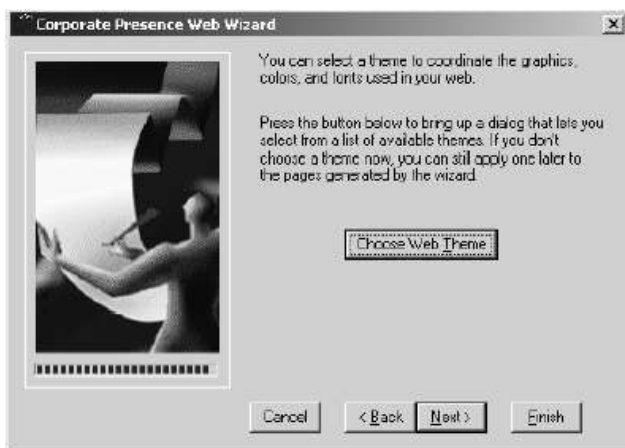 Corporate Presence Web Wizard
You can select a theme to coordinate the graphics,
colors, and fonts used in your web.
Press the button below to bring up a dialog that lets you
select from a list of available themes. If you don't
choose a theme now, you can still apply one later to
the pages generated by the wizard.
Choose Web Theme
Cancel
< Back
Next >
Finish